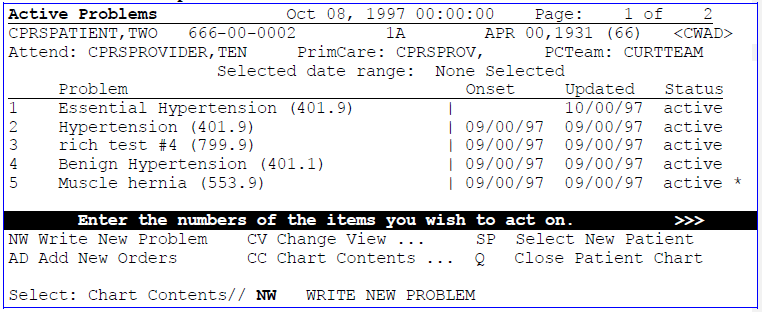 Active Problems Oct 08, 1997 00:00:00 Page: 1 of 2
CPRSPATIENT,TWO 666-00-0002 1A APR 00,1931 (66) <CWAD>
Attend: CPRSPROVIDER,TEN PrimCare: CPRSPROV, PCTeam: CURTTEAM
Selected date range: None Selected
Problem Onset Updated Status
1 Essential Hypertension (401.9) | 10/00/97 active
2 Hypertension (401.9) | 09/00/97 09/00/97 active
3 rich test #4 (799.9) | 09/00/97 09/00/97 active
4 Benign Hypertension (401.1) | 09/00/97 09/00/97 active
5 Muscle hernia (553.9) | 09/00/97 09/00/97 active *
Enter the numbers of the items you wish to act on. >>>
NW Write New Problem CV Change View ... SP Select New Patient
AD Add New Orders CC Chart Contents ... Q Close Patient Chart
Select: Chart Contents// NW WRITE NEW PROBLEM